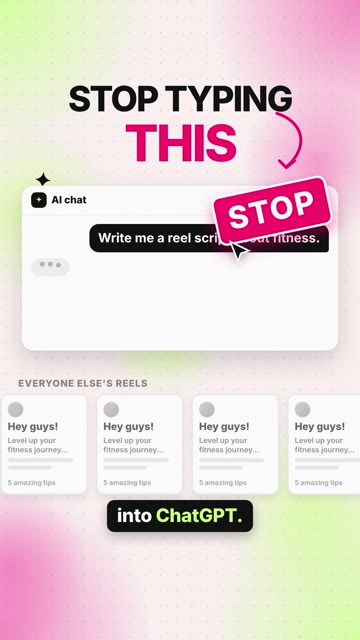 STOP TYPING
THIS
AI chat
STOP
Write me a reel script about fitness.
EVERYONE ELSE'S REELS
Hey guys!
Level up your
fitness journey...
5 amazing tips
Hey guys!
Level up your
fitness journey...
5 amazing tips
Hey guys!
Level up your
fitness journey...
5 amazing tips
Hey guys!
Level up your
fitness journey...
5 amazing tips
into ChatGPT.